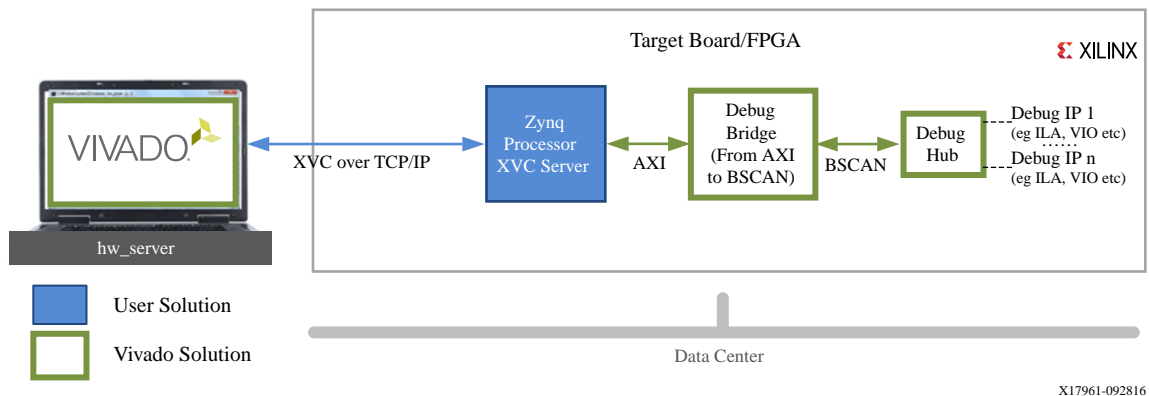 Target Board/FPGA
XILINX
VIVADO
hw_server
XVC over TCP/IP
Zynq
Processor
XVC Server
AXI
Debug
Bridge
(From AXI
to BSCAN)
BSCAN
Debug
Hub
Debug IP 1
(eg ILA, VIO etc)
......
Debug IP n
(eg ILA, VIO etc)
User Solution
Vivado Solution
Data Center
X17961-092816